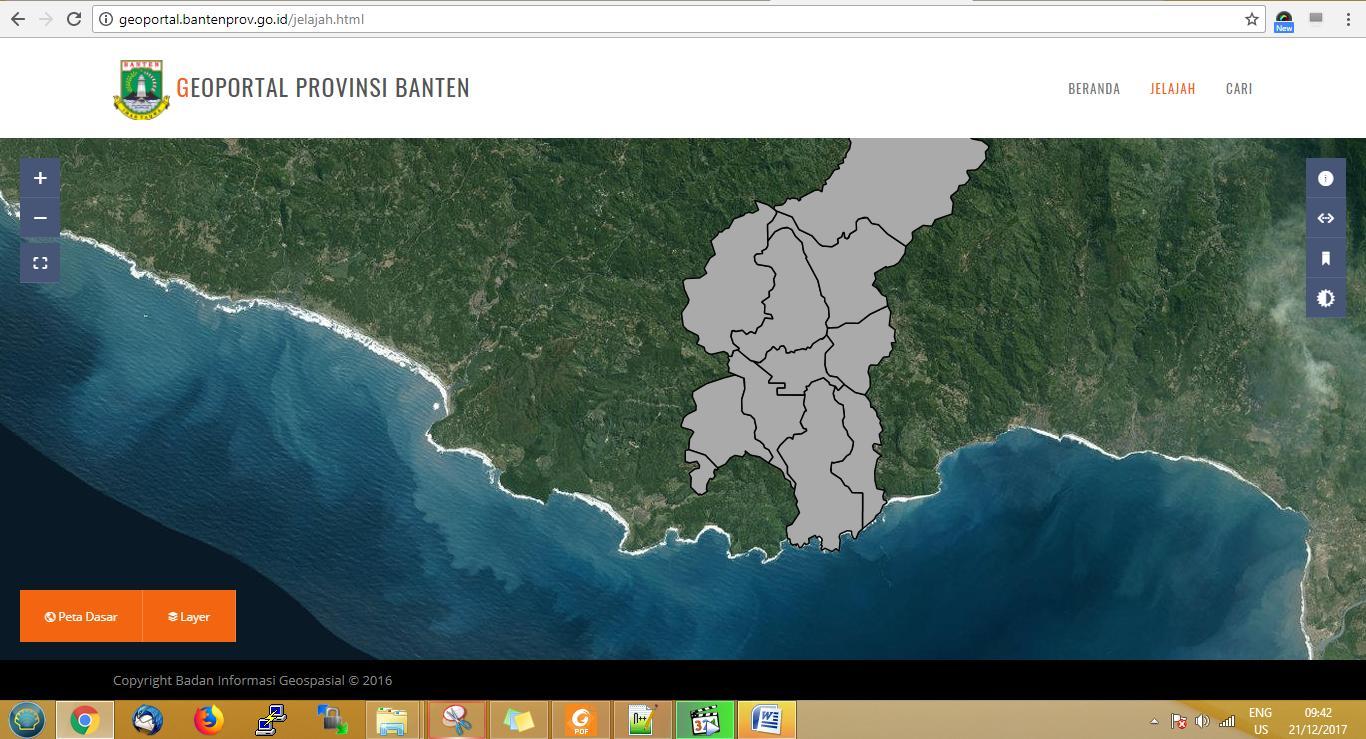 geoportal.bantenprov.go.id/jelajah.html
New
BANTEN
GEOPORTAL PROVINSI BANTEN
BERANDA JELAJAH CARI
Peta Dasar Layer
Copyright Badan Informasi Geospasial © 2016
PDF
ENG 09:42
US 21/12/2017